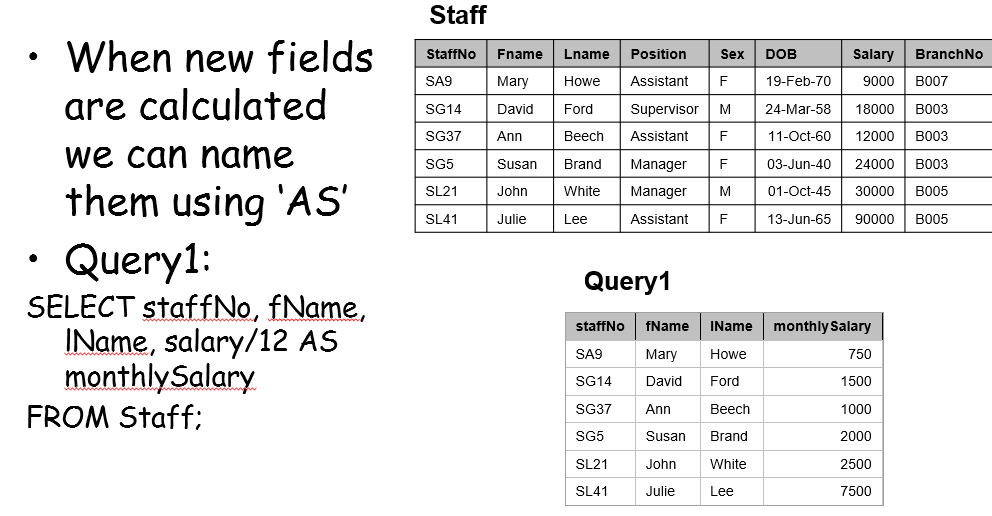 • When new fields
are calculated
we can name
them using ‘AS’
• Query1:
SELECT staffNo, fName,
lName, salary/12 AS
monthlySalary
FROM Staff;
Staff
StaffNo Fname Lname Position Sex DOB Salary BranchNo
SA9 Mary Howe Assistant F 19-Feb-70 9000 B007
SG14 David Ford Supervisor M 24-Mar-58 18000 B003
SG37 Ann Beech Assistant F 11-Oct-60 12000 B003
SG5 Susan Brand Manager F 03-Jun-40 24000 B003
SL21 John White Manager M 01-Oct-45 30000 B005
SL41 Julie Lee Assistant F 13-Jun-65 90000 B005
Query1
staffNo fName lName monthlySalary
SA9 Mary Howe 750
SG14 David Ford 1500
SG37 Ann Beech 1000
SG5 Susan Brand 2000
SL21 John White 2500
SL41 Julie Lee 7500